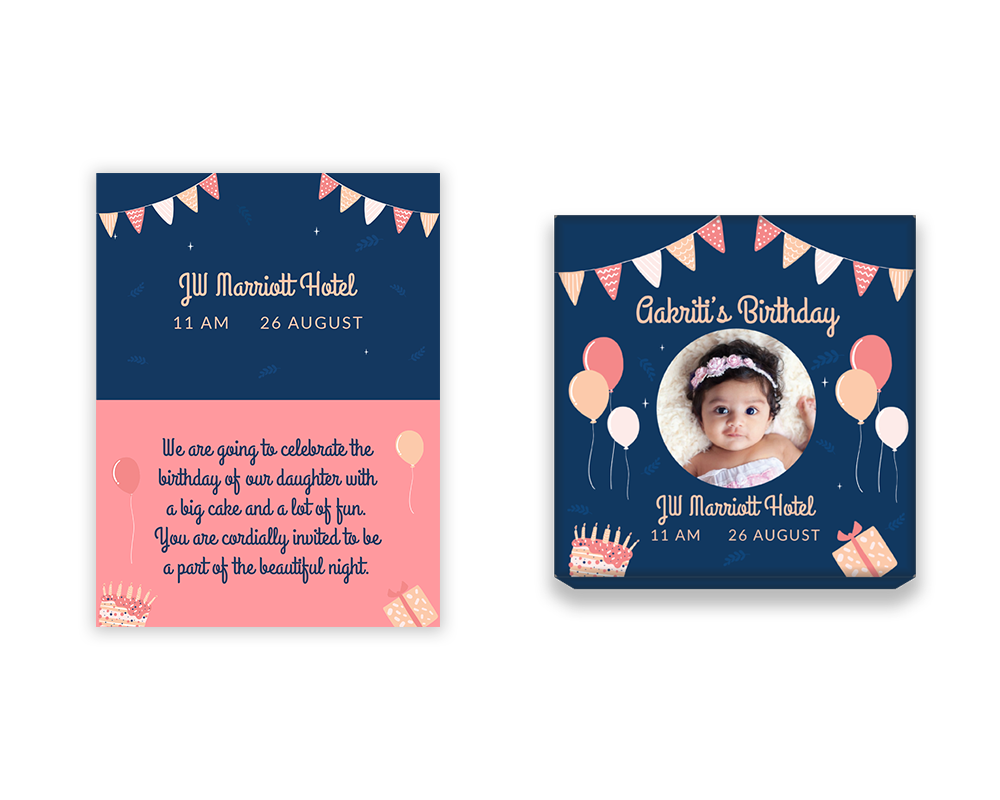 JW Marriott Hotel
11 AM 26 AUGUST
We are going to celebrate the
birthday of our daughter with
a big cake and a lot of fun.
You are cordially invited to be
a part of the beautiful night.
Aakriti's Birthday
JW Marriott Hotel
11 AM 26 AUGUST